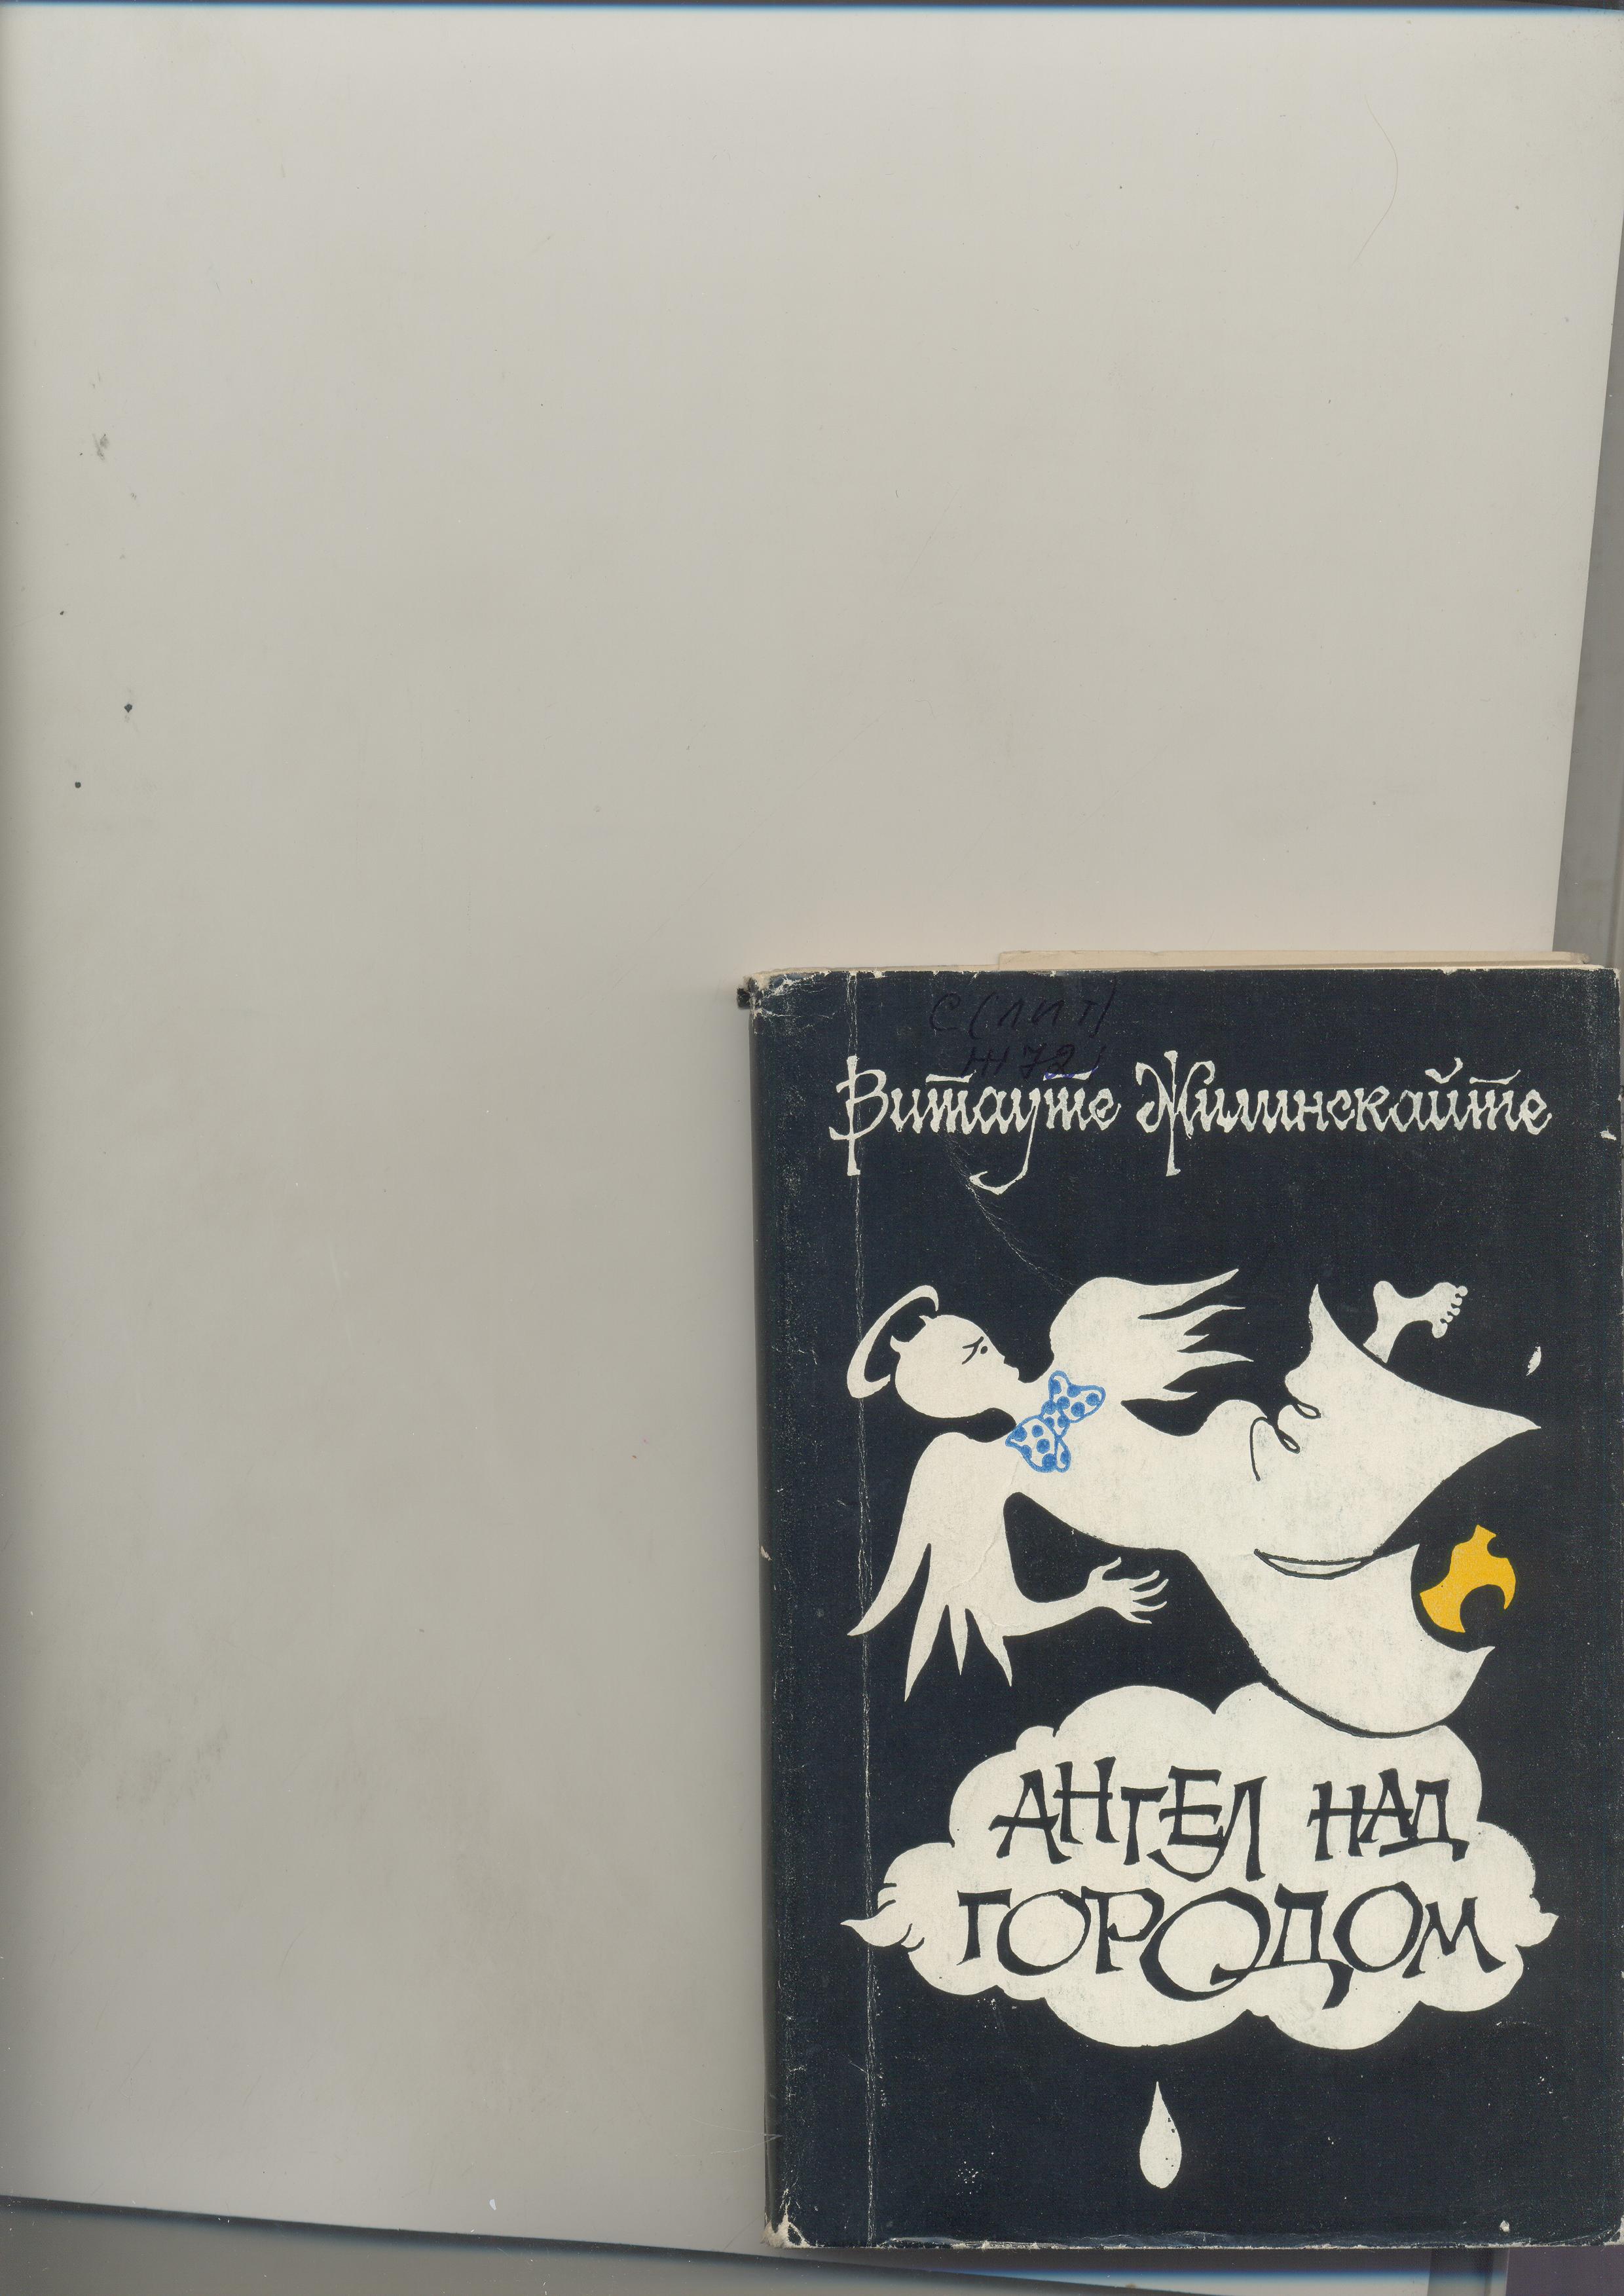 С(ЛИТ)
Ж72
Витауте Жилинскайте
АНГЕЛ НАД
ГОРОДОМ